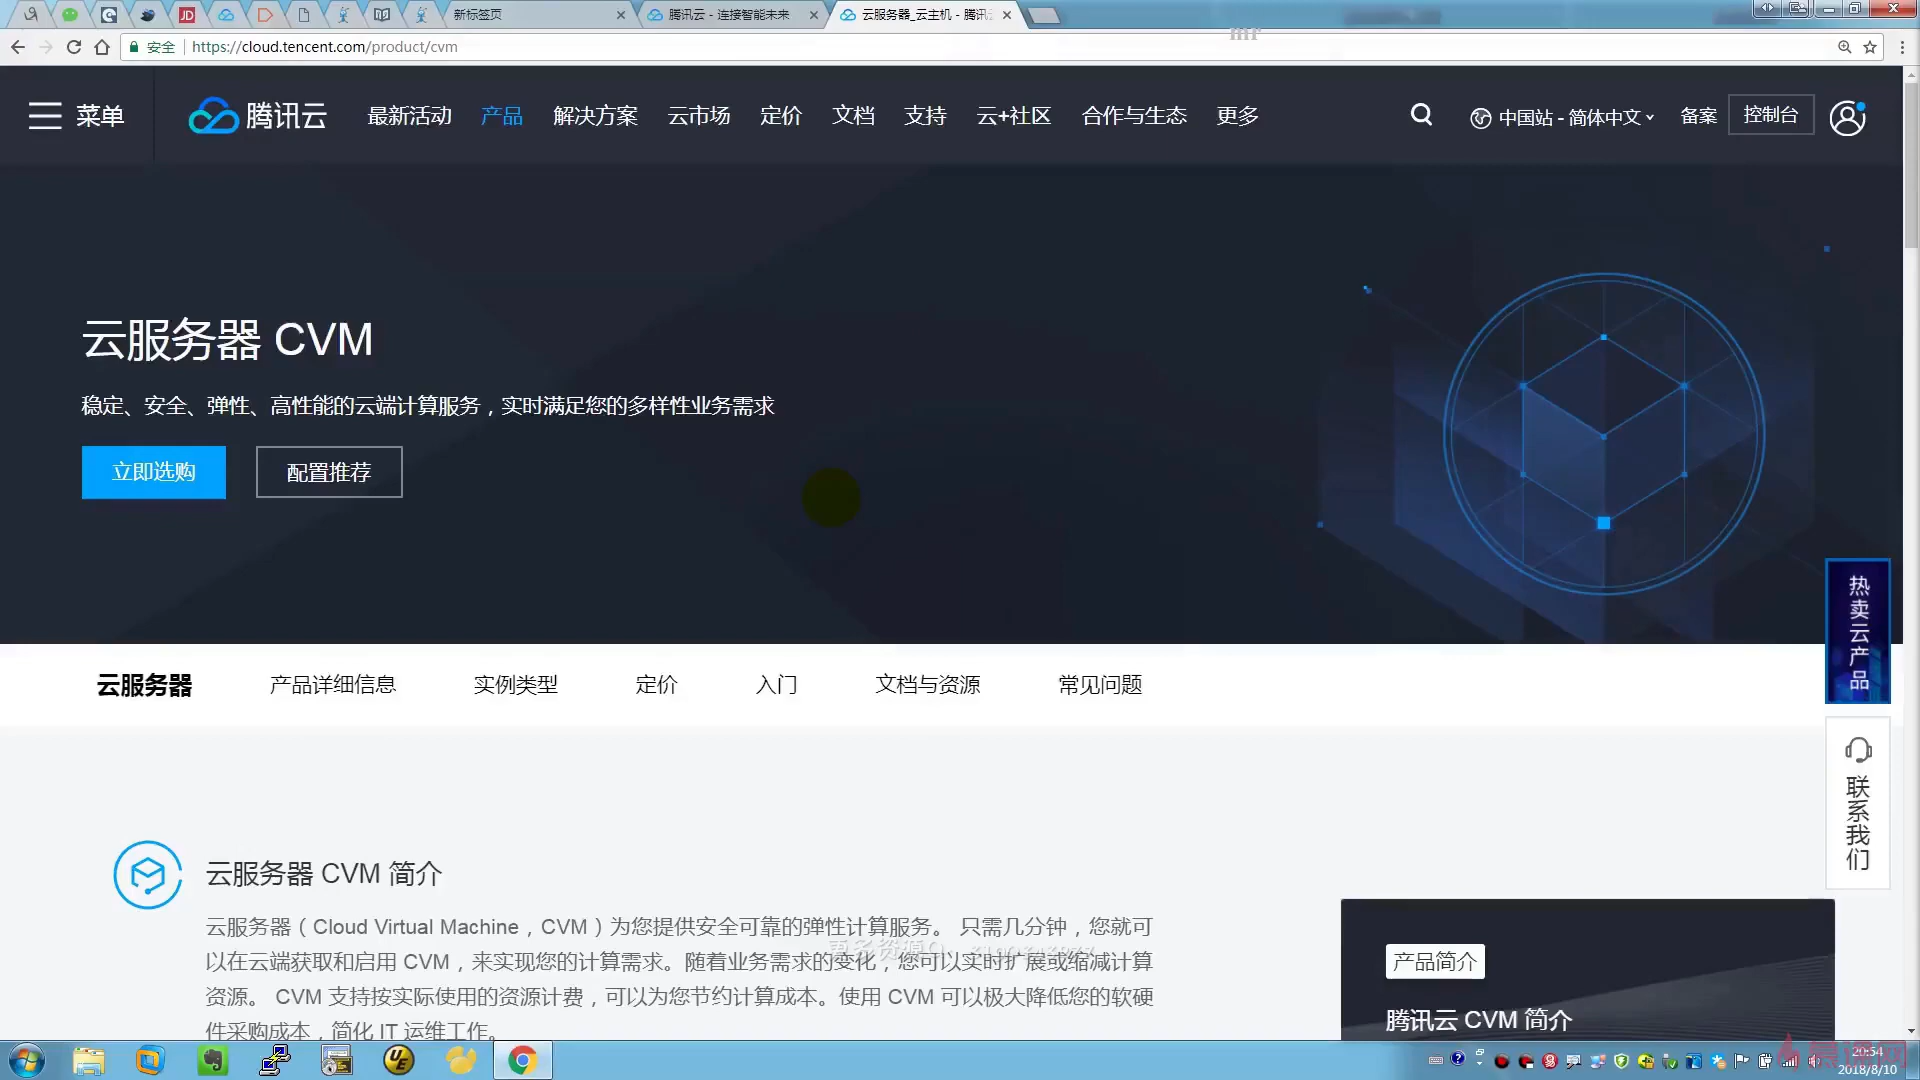 新标签页
腾讯云 - 连接智能未来
云服务器_云主机 - 腾讯
安全
https://cloud.tencent.com/product/cvm
菜单
腾讯云
最新活动
产品
解决方案
云市场
定价
文档
支持
云+社区
合作与生态
更多
中国站 - 简体中文
备案
控制台
云服务器 CVM
稳定、安全、弹性、高性能的云端计算服务，实时满足您的多样性业务需求
立即选购
配置推荐
热卖云产品
云服务器
产品详细信息
实例类型
定价
入门
文档与资源
常见问题
联系我们
云服务器 CVM 简介
云服务器（Cloud Virtual Machine，CVM）为您提供安全可靠的弹性计算服务。 只需几分钟，您就可
以在云端获取和启用 CVM，来实现您的计算需求。随着业务需求的变化，您可以实时扩展或缩减计算
资源。 CVM 支持按实际使用的资源计费，可以为您节约计算成本。使用 CVM 可以极大降低您的软硬
件采购成本，简化 IT 运维工作。
产品简介
腾讯云 CVM 简介
20:54
2018/8/10